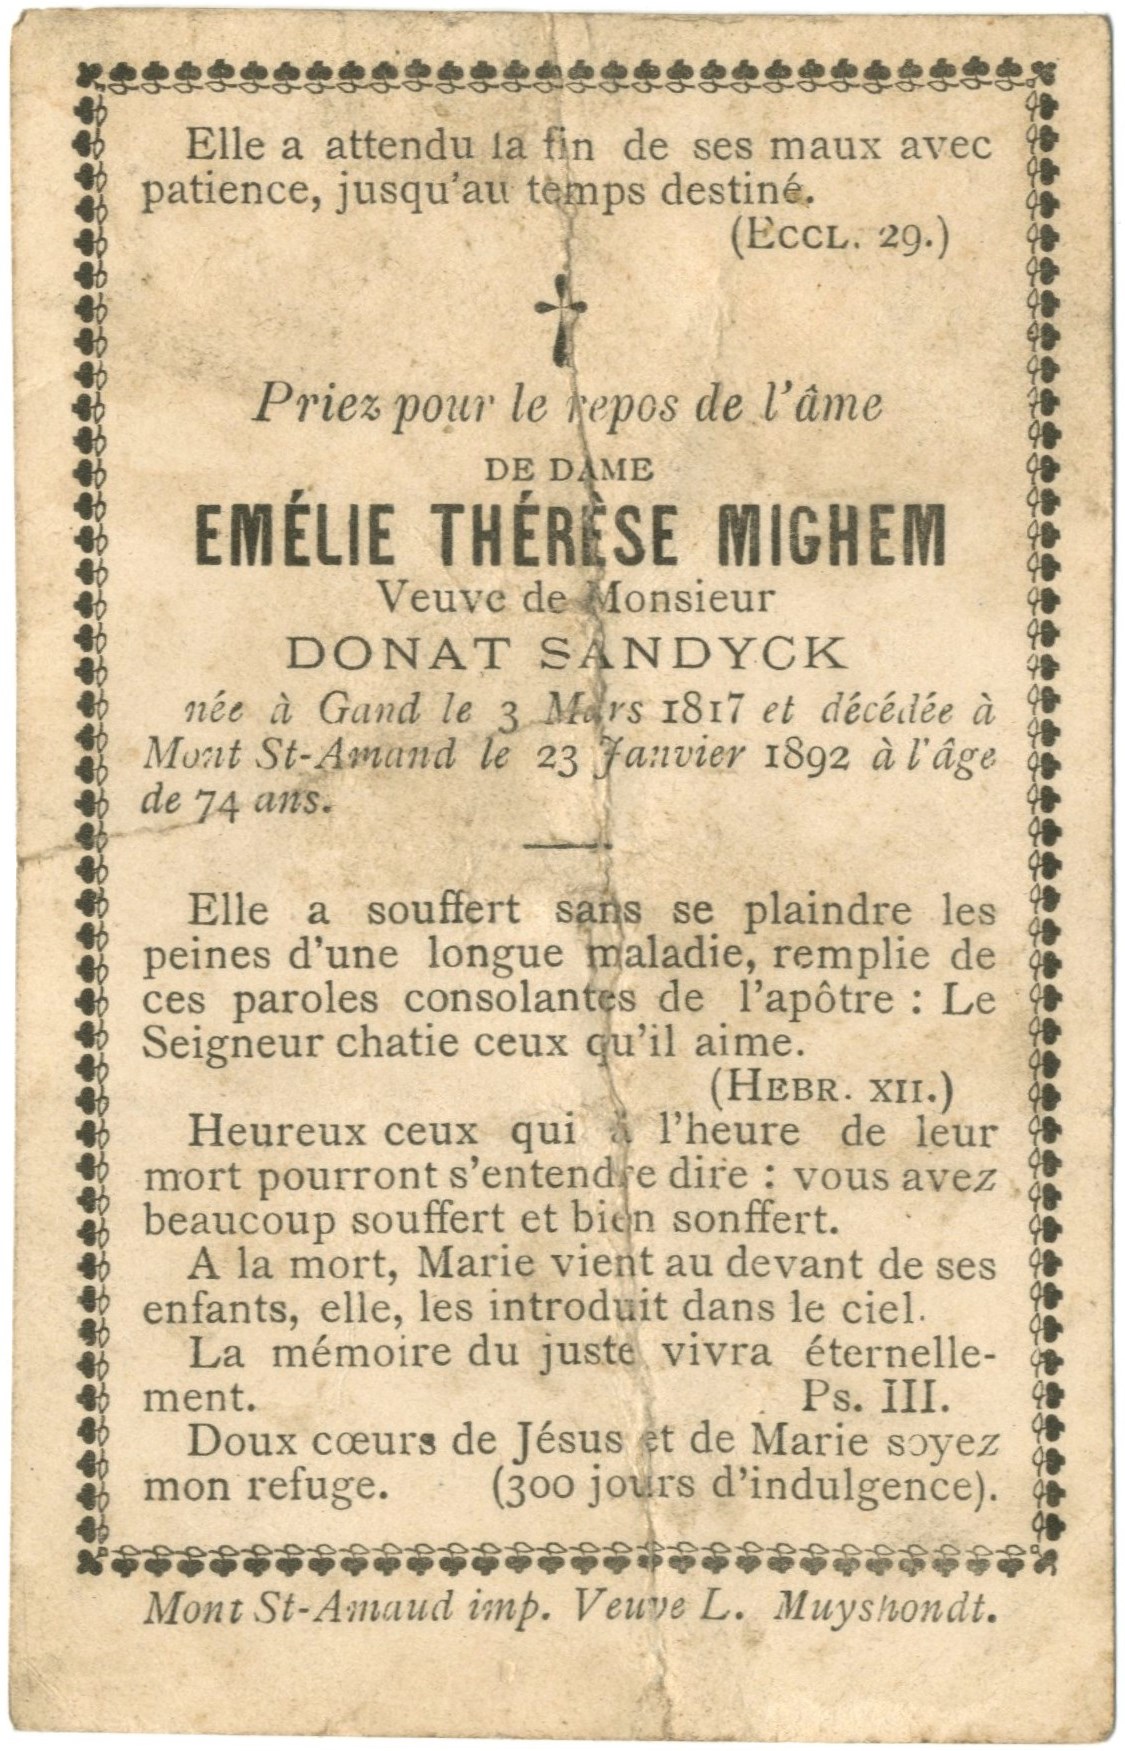 Elle a attendu la fin de ses maux avec
patience, jusqu'au temps destiné.
(ECCL. 29.)
Priez pour le repos de l'âme
DE DAME
EMÉLIE THÉRÈSE MIGHEM
Veuve de Monsieur
DONAT SANDYCK
née à Gand le 3 Mars 1817 et décédée à
Mont St-Amand le 23 Janvier 1892 à l'âge
de 74 ans.
Elle a souffert sans se plaindre les
peines d'une longue maladie, remplie de
ces paroles consolantes de l'apôtre : Le
Seigneur chatie ceux qu'il aime.
(HEBR. XII.)
Heureux ceux qui à l'heure de leur
mort pourront s'entendre dire : vous avez
beaucoup souffert et bien sonffert.
A la mort, Marie vient au devant de ses
enfants, elle, les introduit dans le ciel.
La mémoire du juste vivra éternelle-
ment. Ps. III.
Doux cœurs de Jésus et de Marie soyez
mon refuge. (300 jours d'indulgence).
Mont St-Amaud imp. Veuve L. Muyshondt.